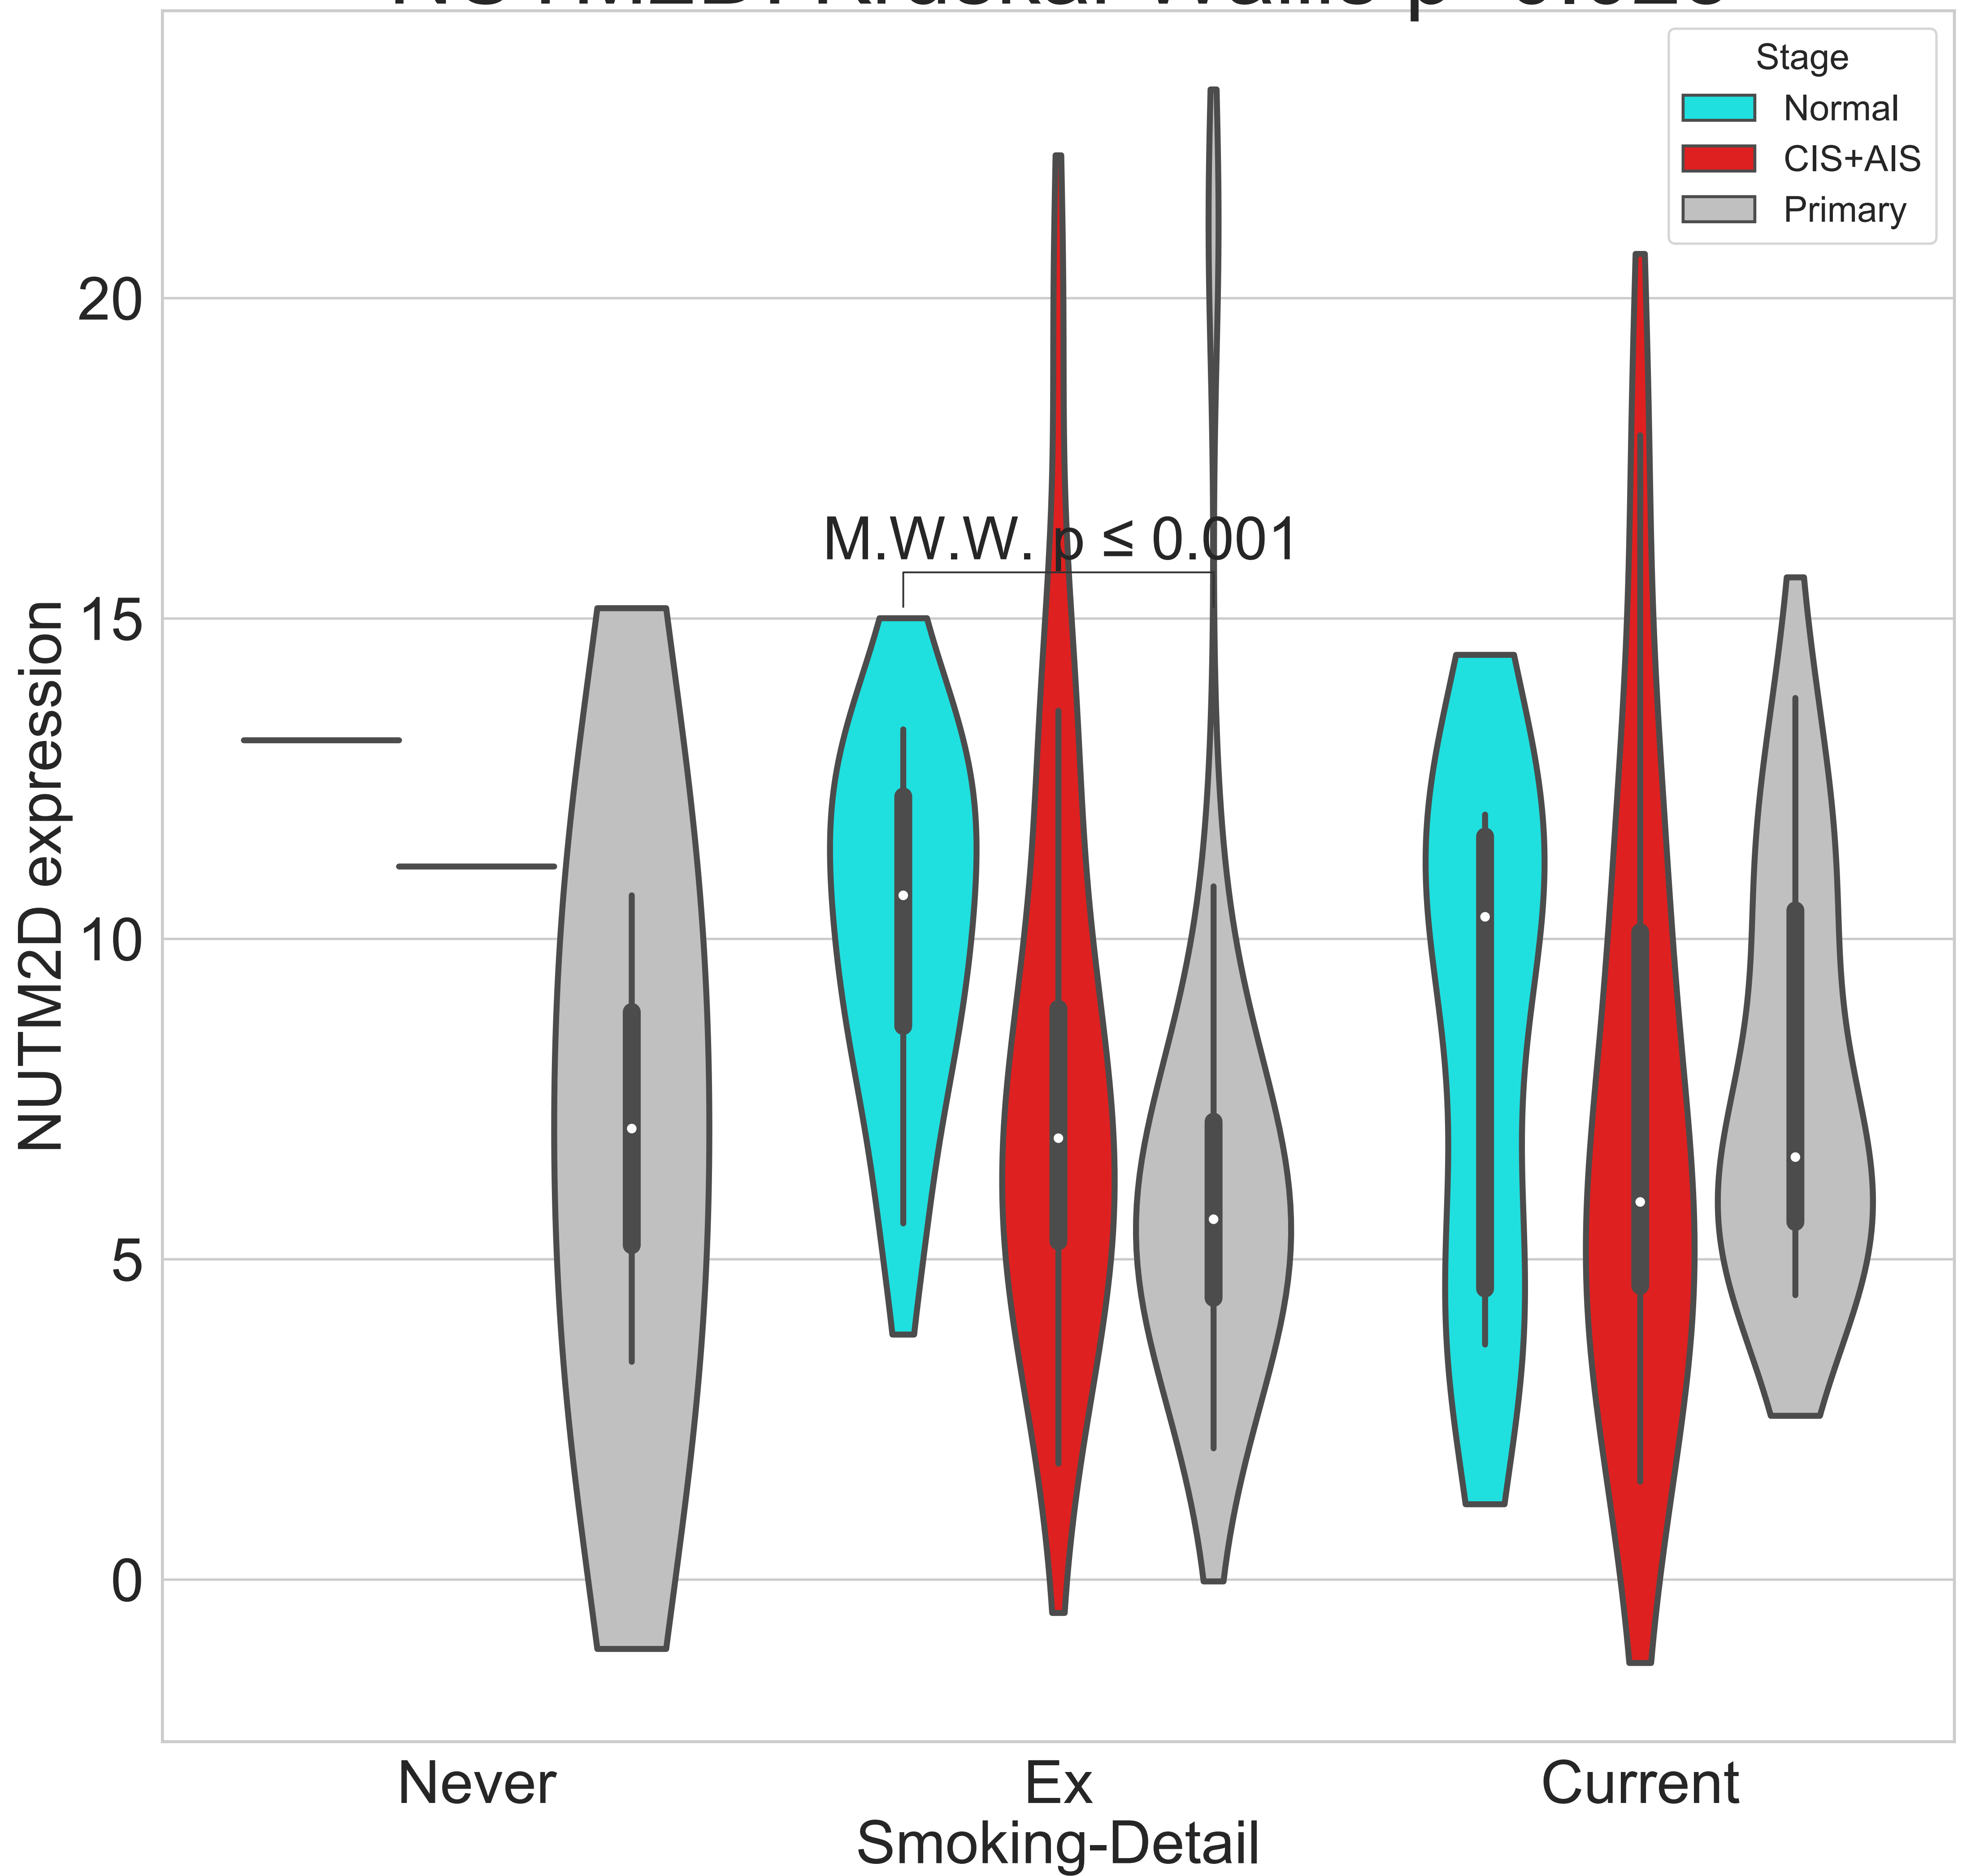 Stage
Normal
CIS+AIS
Primary
20
15
10
5
0
NUTM2D expression
M.W.W. p ≤ 0.001
Never
Ex
Current
Smoking-Detail